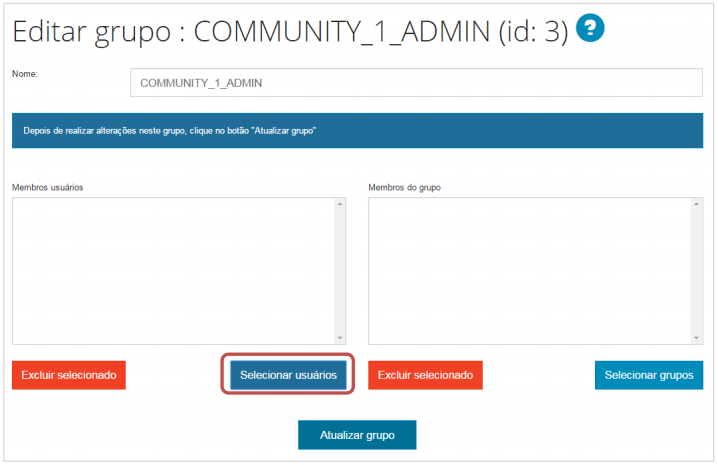 Editar grupo : COMMUNITY_1_ADMIN (id: 3) ?
Nome:
COMMUNITY_1_ADMIN
Depois de realizar alterações neste grupo, clique no botão "Atualizar grupo"
Membros usuários
Membros do grupo
Excluir selecionado
Selecionar usuários
Excluir selecionado
Selecionar grupos
Atualizar grupo